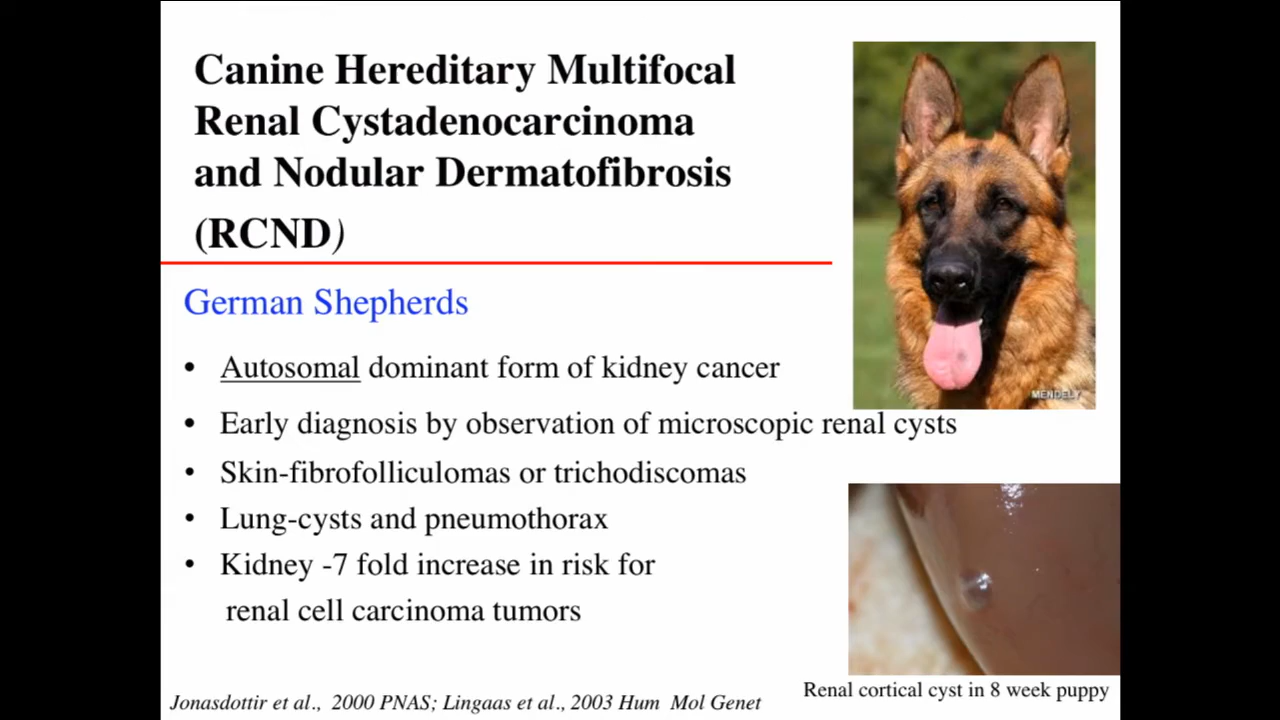 Canine Hereditary Multifocal
Renal Cystadenocarcinoma
and Nodular Dermatofibrosis
(RCND)
German Shepherds
• Autosomal dominant form of kidney cancer
• Early diagnosis by observation of microscopic renal cysts
• Skin-fibrofolliculomas or trichodiscomas
• Lung-cysts and pneumothorax
• Kidney -7 fold increase in risk for
renal cell carcinoma tumors
MENDELY
Renal cortical cyst in 8 week puppy
Jonasdottir et al., 2000 PNAS; Lingaas et al., 2003 Hum Mol Genet